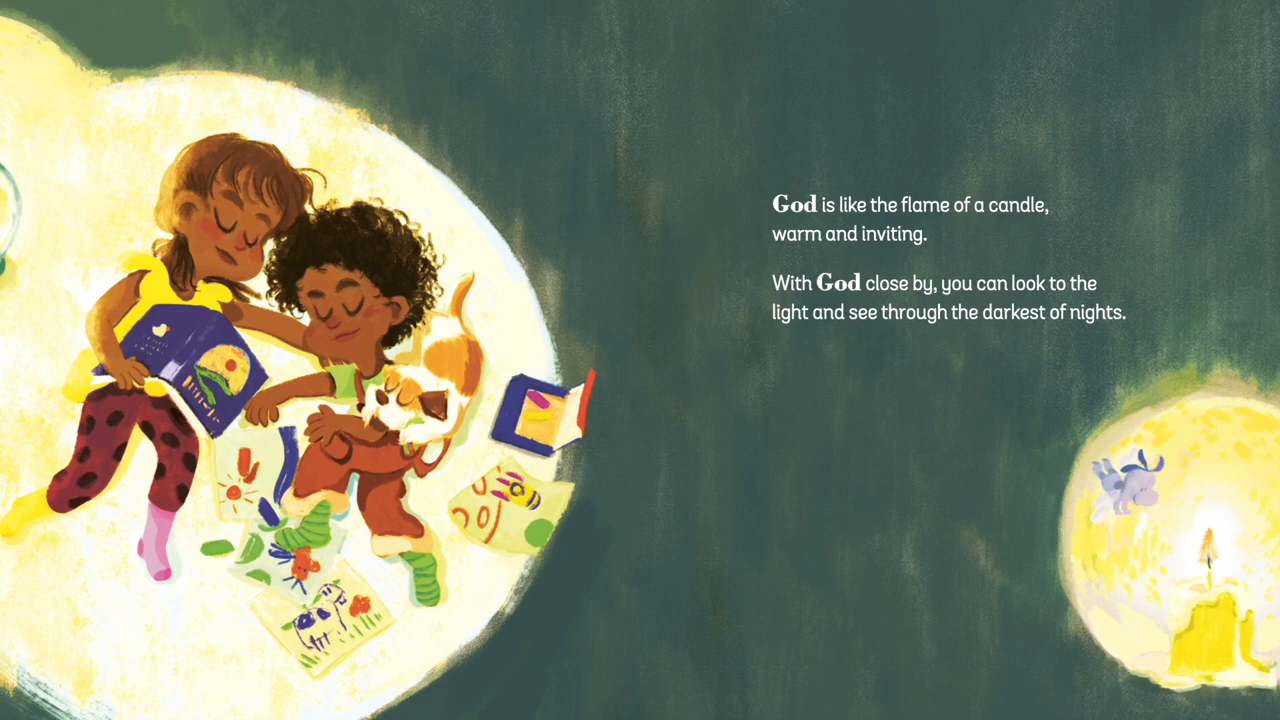 God is like the flame of a candle,
warm and inviting.
With God close by, you can look to the
light and see through the darkest of nights.